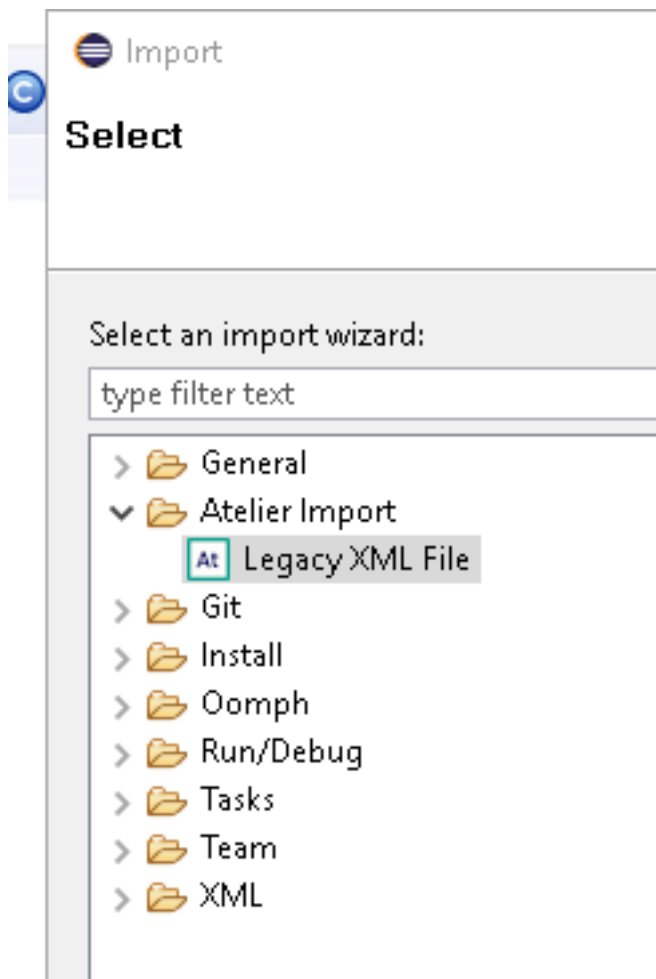 C
Import
Select
Select an import wizard:
type filter text
General
Atelier Import
At Legacy XML File
Git
Install
Oomph
Run/Debug
Tasks
Team
XML